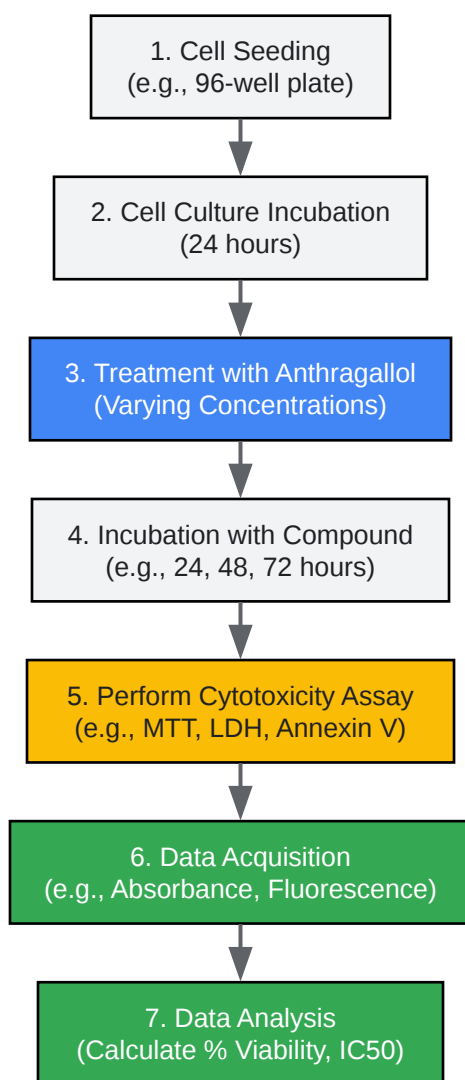 1. Cell Seeding
(e.g., 96-well plate)
2. Cell Culture Incubation
(24 hours)
3. Treatment with Anthragallol
(Varying Concentrations)
4. Incubation with Compound
(e.g., 24, 48, 72 hours)
5. Perform Cytotoxicity Assay
(e.g., MTT, LDH, Annexin V)
6. Data Acquisition
(e.g., Absorbance, Fluorescence)
7. Data Analysis
(Calculate % Viability, IC50)